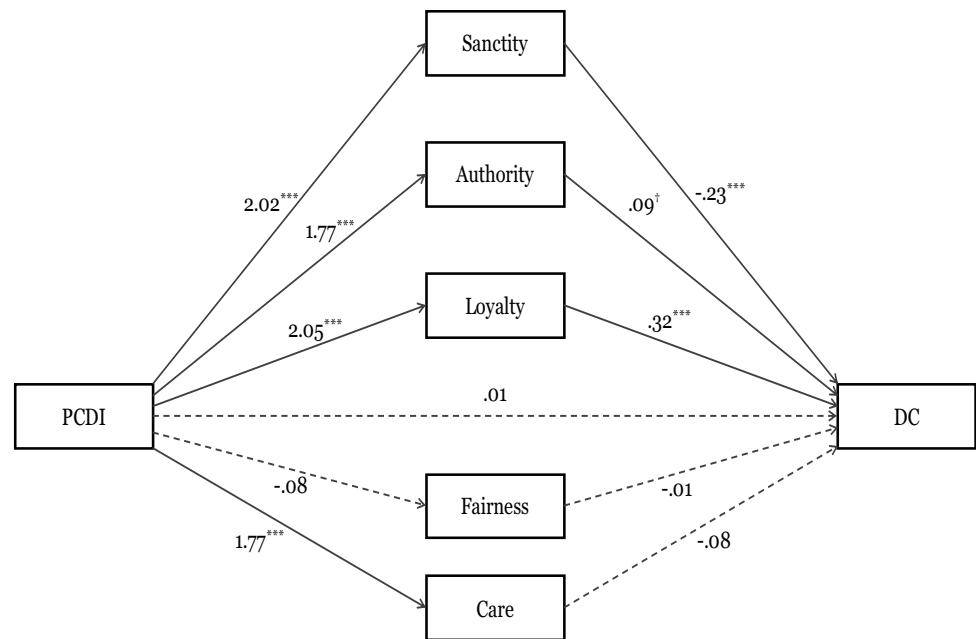 Sanctity
Authority
2.02***
-.23***
.09†
1.77***
Loyalty
2.05***
.32***
.01
PCDI
DC
-.08
-.01
Fairness
1.77***
-.08
Care